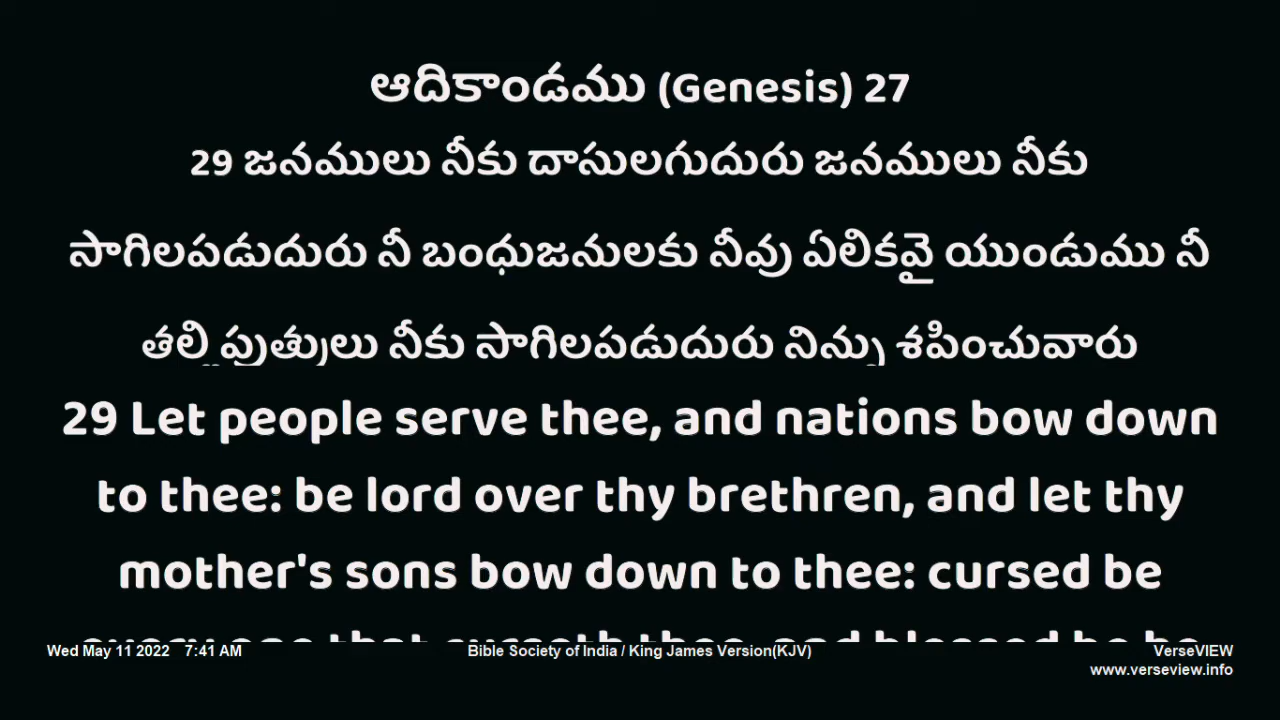 ఆదికాండము (Genesis) 27
29 జనములు నీకు దాసులగుదురు జనములు నీకు
సాగిలపడుదురు నీ బంధుజనులకు నీవు ఏలికవై యుండుము నీ
తల్లి పుత్రులు నీకు సాగిలపడుదురు నిన్ను శపించువారు
29 Let people serve thee, and nations bow down
to thee: be lord over thy brethren, and let thy
mother's sons bow down to thee: cursed be
Wed May 11 2022 7:41 AM
Bible Society of India / King James Version(KJV)
VerseVIEW
www.verseview.info